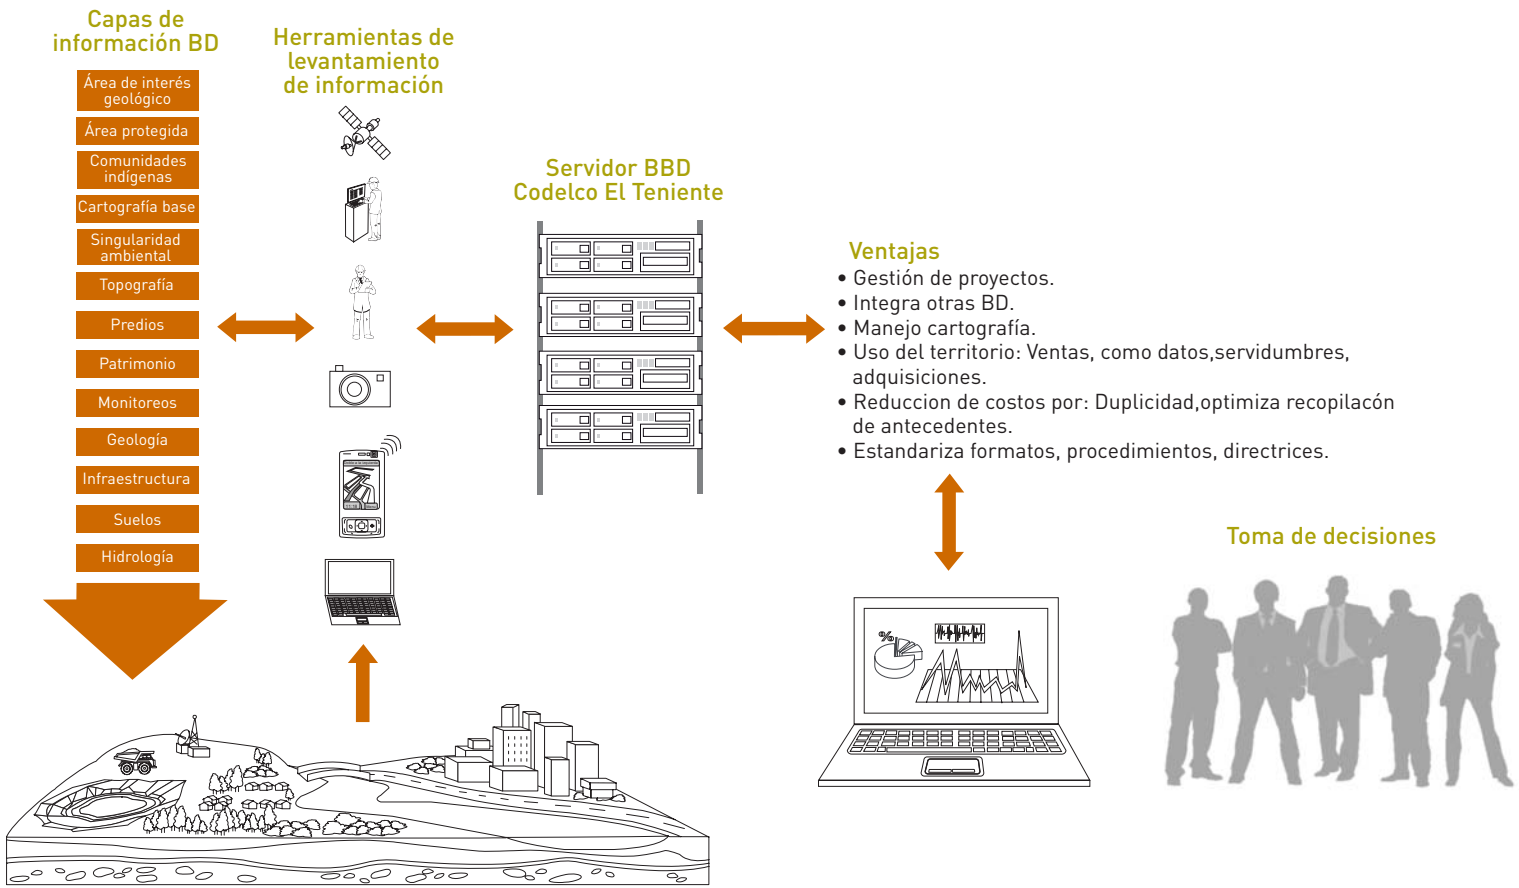 Capas de
información BD
Área de interés
geológico
Área protegida
Comunidades
indígenas
Cartografía base
Singularidad
ambiental
Topografía
Predios
Patrimonio
Monitoreos
Geología
Infraestructura
Suelos
Hidrología
Herramientas de
levantamiento
de información
Servidor BBD
Codelco El Teniente
Ventajas
• Gestión de proyectos.
• Integra otras BD.
• Manejo cartografía.
• Uso del territorio: Ventas, como datos,servidumbres,
adquisiciones.
• Reduccion de costos por: Duplicidad,optimiza recopilacón
de antecedentes.
• Estandariza formatos, procedimientos, directrices.
%
Toma de decisiones